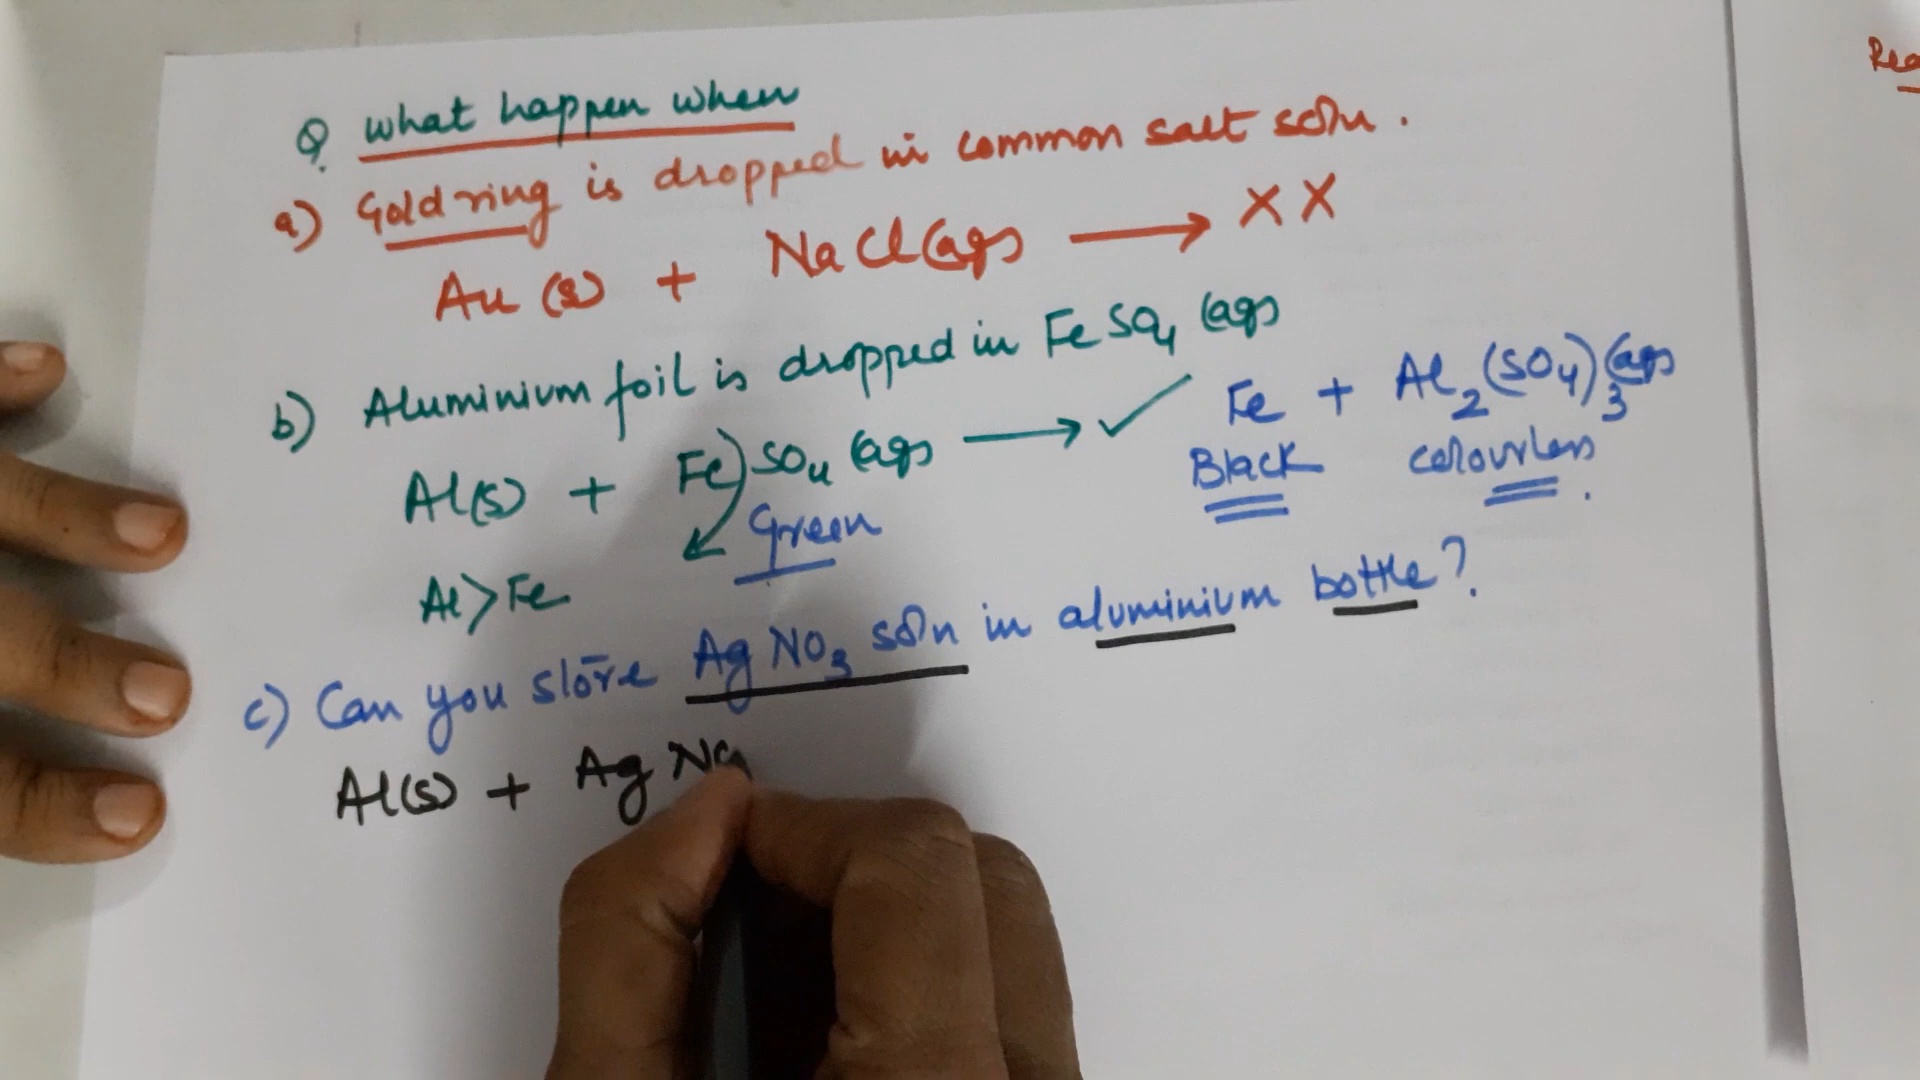 Q. what happen when
a) Gold ring is dropped in common salt soln.
Au (s) + NaCl(aq) → X X
b) Aluminium foil is dropped in FeSO4 (aq)
Al(s) + Fe SO4 (aq) → ✓ Fe + Al2(SO4)3(aq)
Green Black colourless.
Al > Fe
c) Can you store AgNO3 soln in aluminium bottle?
Al(s) + Ag